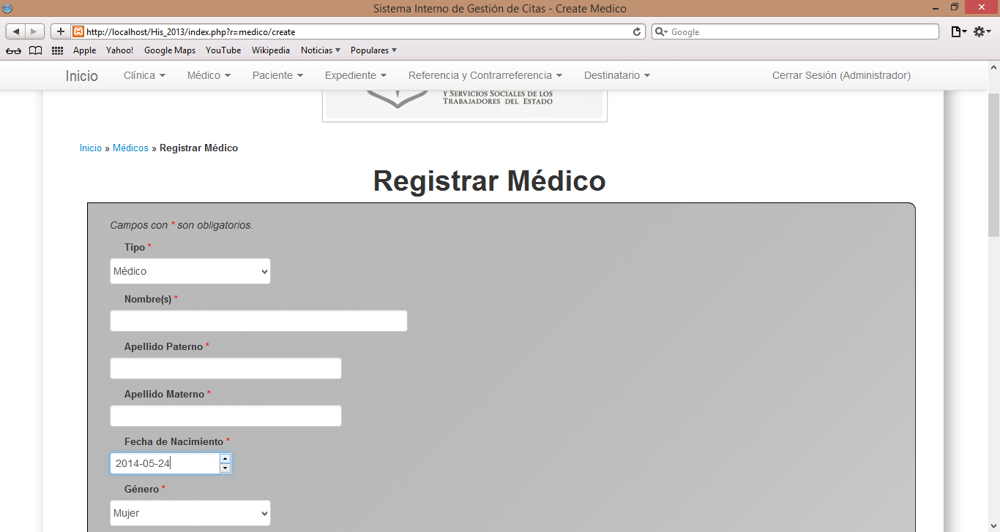 Sistema Interno de Gestión de Citas - Create Medico
http://localhost/His_2013/index.php?r=medico/create
Google
Apple Yahoo! Google Maps YouTube Wikipedia Noticias Populares
Inicio Clínica Médico Paciente Expediente Referencia y Contrarreferencia Destinatario Cerrar Sesión (Administrador)
y Servicios Sociales de los
Trabajadores del Estado
Inicio » Médicos » Registrar Médico
Registrar Médico
Campos con * son obligatorios.
Tipo *
Médico
Nombre(s) *
Apellido Paterno *
Apellido Materno *
Fecha de Nacimiento *
2014-05-24
Género *
Mujer